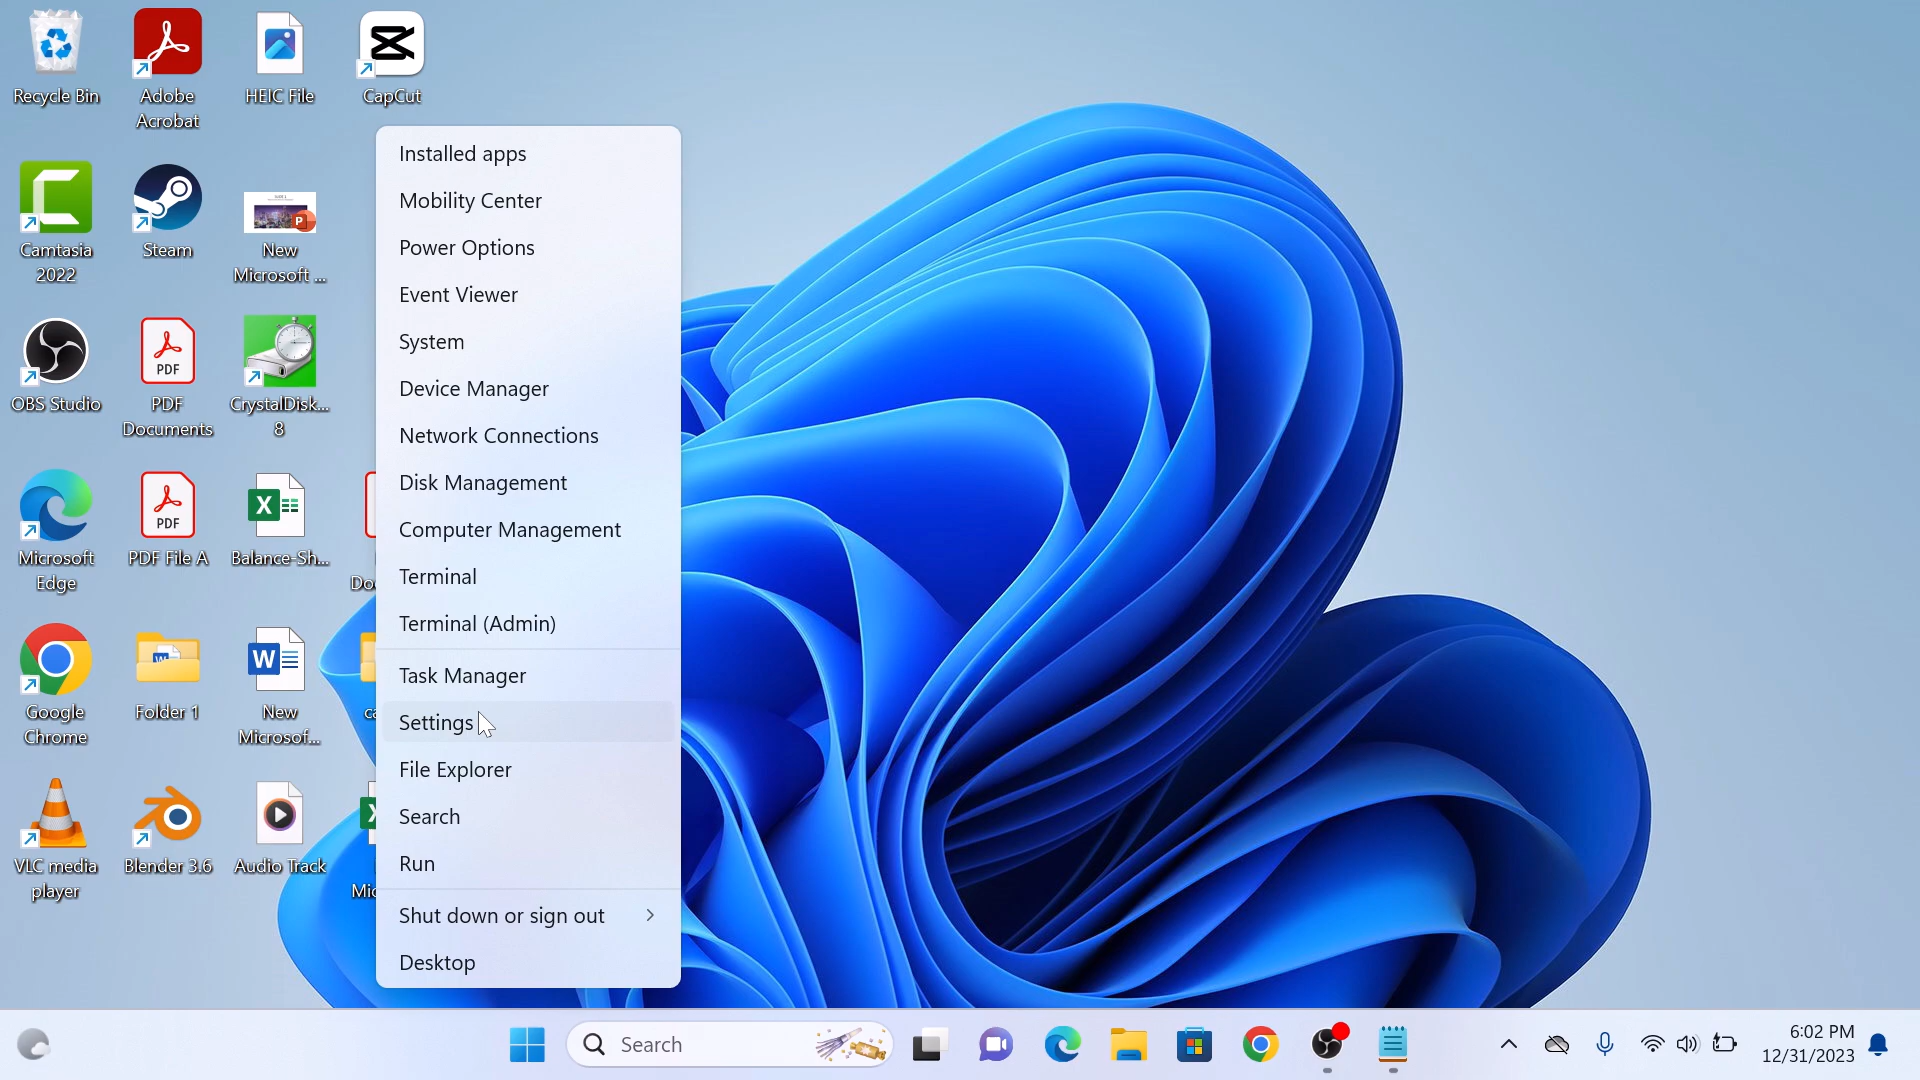 Recycle Bin
Adobe
Acrobat
HEIC File
CapCut
Camtasia
2022
Steam
New
Microsoft ...
OBS Studio
PDF
PDF
Documents
CrystalDisk...
8
Microsoft
Edge
PDF
PDF File A
Balance-Sh...
Google
Chrome
Folder 1
New
Microsof...
VLC media
player
Blender 3.6
Audio Track
Installed apps
Mobility Center
Power Options
Event Viewer
System
Device Manager
Network Connections
Disk Management
Computer Management
Terminal
Terminal (Admin)
Task Manager
Settings
File Explorer
Search
Run
Shut down or sign out
Desktop
Search
6:02 PM
12/31/2023